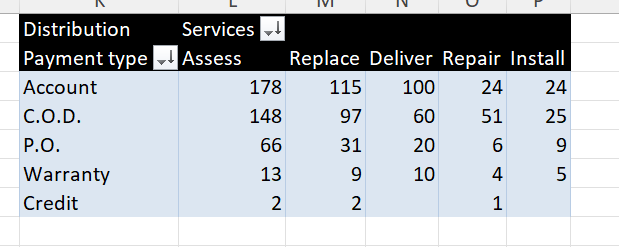 K L M N O P
Distribution Services
Payment type Assess Replace Deliver Repair Install
Account 178 115 100 24 24
C.O.D. 148 97 60 51 25
P.O. 66 31 20 6 9
Warranty 13 9 10 4 5
Credit 2 2 1